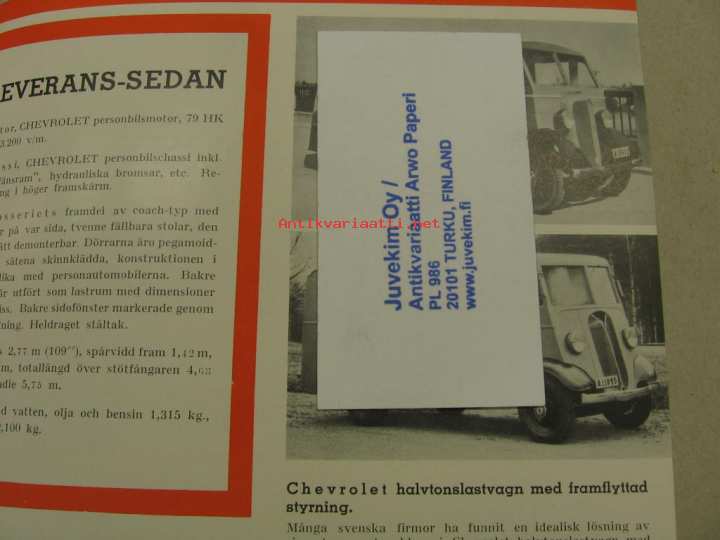 EVERANS-SEDAN
tor, CHEVROLET personbilsmotor, 79 HK
3200 v/m.
ssi, CHEVROLET personbilschassi inkl.
änsram", hydrauliska bromsar, etc. Re-
ng i höger framskärm.
osseriets framdel av coach-typ med
r på var sida, tvenne fällbara stolar, den
ätt demonterbar. Dörrarna äro pegamoid-
sätena skinnklädda, konstruktionen i
lika med personautomobilerna. Bakre
är utfört som lastrum med dimensioner
iss. Bakre sidofönster markerade genom
ning. Heldraget ståltak.
s 2,77 m (109"), spårvidd fram 1,42 m,
m, totallängd över stötfångaren 4,
adie 5,75 m.
d vatten, olja och bensin 1,315 kg.,
2,100 kg.
Juvekim Oy /
Antikvariaatti Arwo Paperi
PL 986
20101 TURKU, FINLAND
www.juvekim.fi
Antikvariaatti.net
Chevrolet halvtonslastvagn med framflyttad
styrning.
Många svenska firmor ha funnit en idealisk lösning av